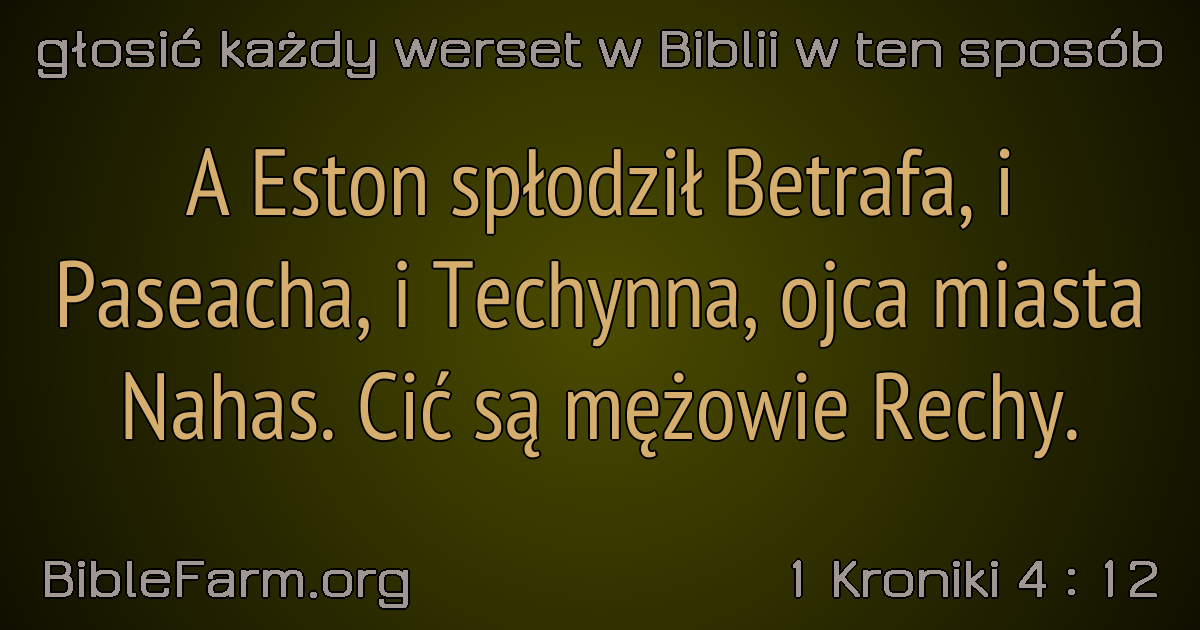 głosić każdy werset w Biblii w ten sposób
A Eston spłodził Betrafa, i
Paseacha, i Techynna, ojca miasta
Nahas. Cić są mężowie Rechy.
BibleFarm.org
1 Kroniki 4 : 12